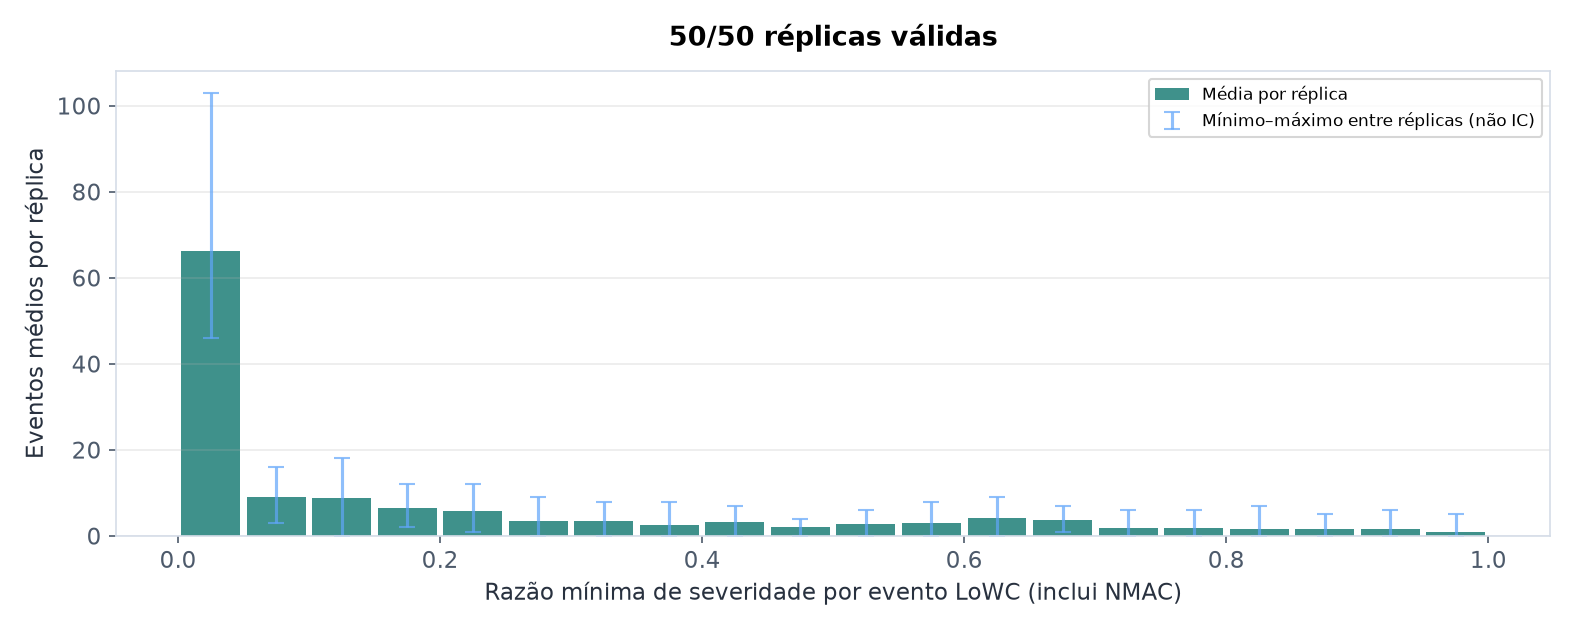 50/50 réplicas válidas
Média por réplica
Mínimo–máximo entre réplicas (não IC)
Eventos médios por réplica
100
80
60
40
20
0
0.0 0.2 0.4 0.6 0.8 1.0
Razão mínima de severidade por evento LoWC (inclui NMAC)